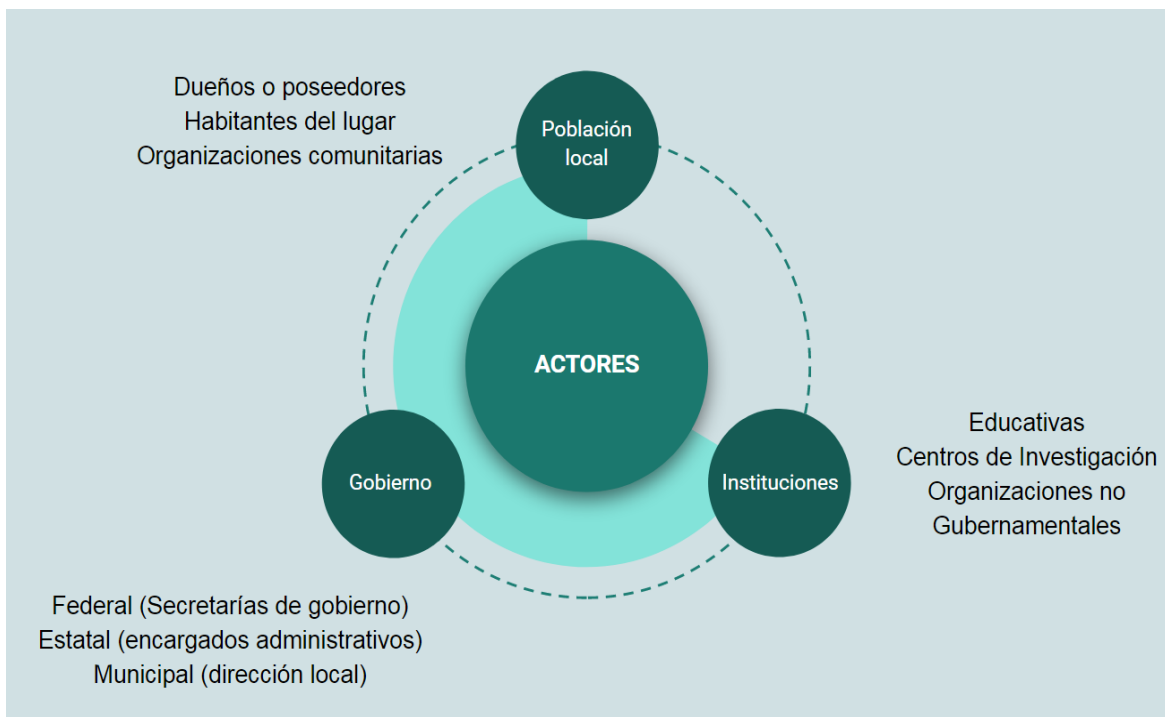 Dueños o poseedores
Habitantes del lugar
Organizaciones comunitarias
Población
local
ACTORES
Gobierno
Instituciones
Educativas
Centros de Investigación
Organizaciones no
Gubernamentales
Federal (Secretarías de gobierno)
Estatal (encargados administrativos)
Municipal (dirección local)